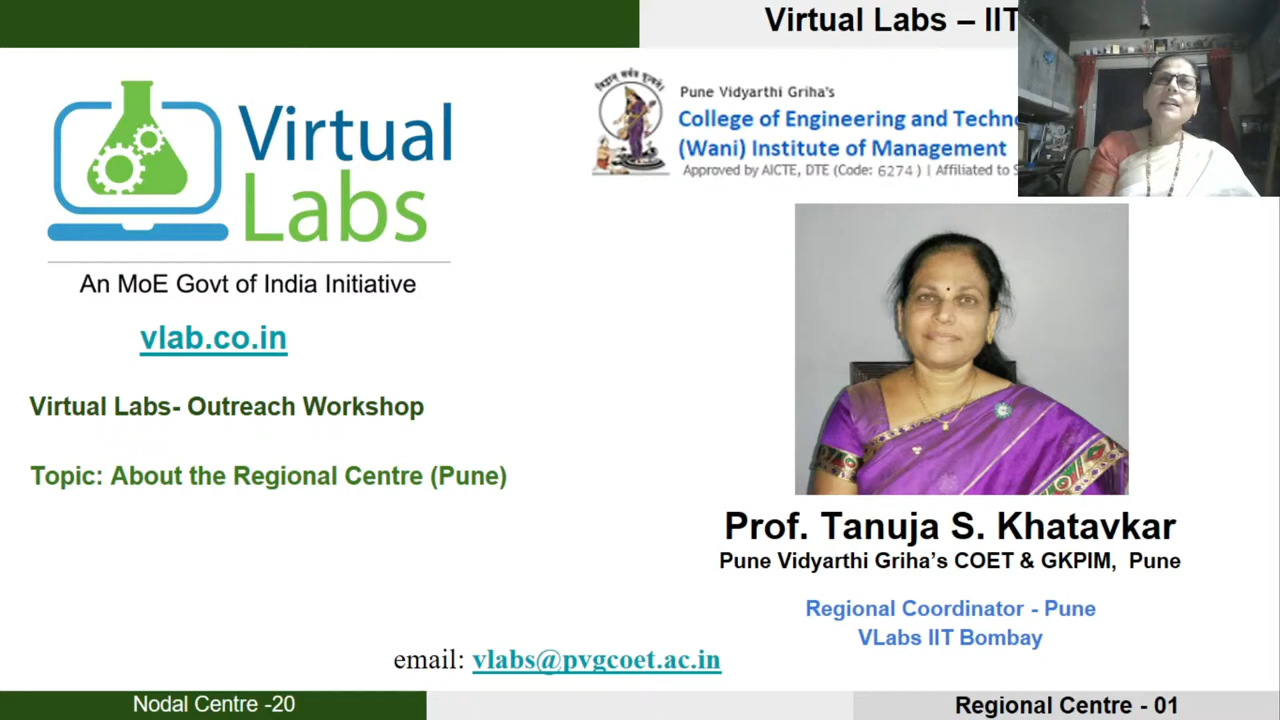 Virtual Labs – IIT
Virtual
Labs
An MoE Govt of India Initiative
vlab.co.in
Virtual Labs- Outreach Workshop
Topic: About the Regional Centre (Pune)
Pune Vidyarthi Griha's
College of Engineering and Techno
(Wani) Institute of Management
Approved by AICTE, DTE (Code: 6274 ) | Affiliated to S
Prof. Tanuja S. Khatavkar
Pune Vidyarthi Griha’s COET & GKPIM, Pune
Regional Coordinator - Pune
VLabs IIT Bombay
email: vlabs@pvgcoet.ac.in
Nodal Centre -20
Regional Centre - 01